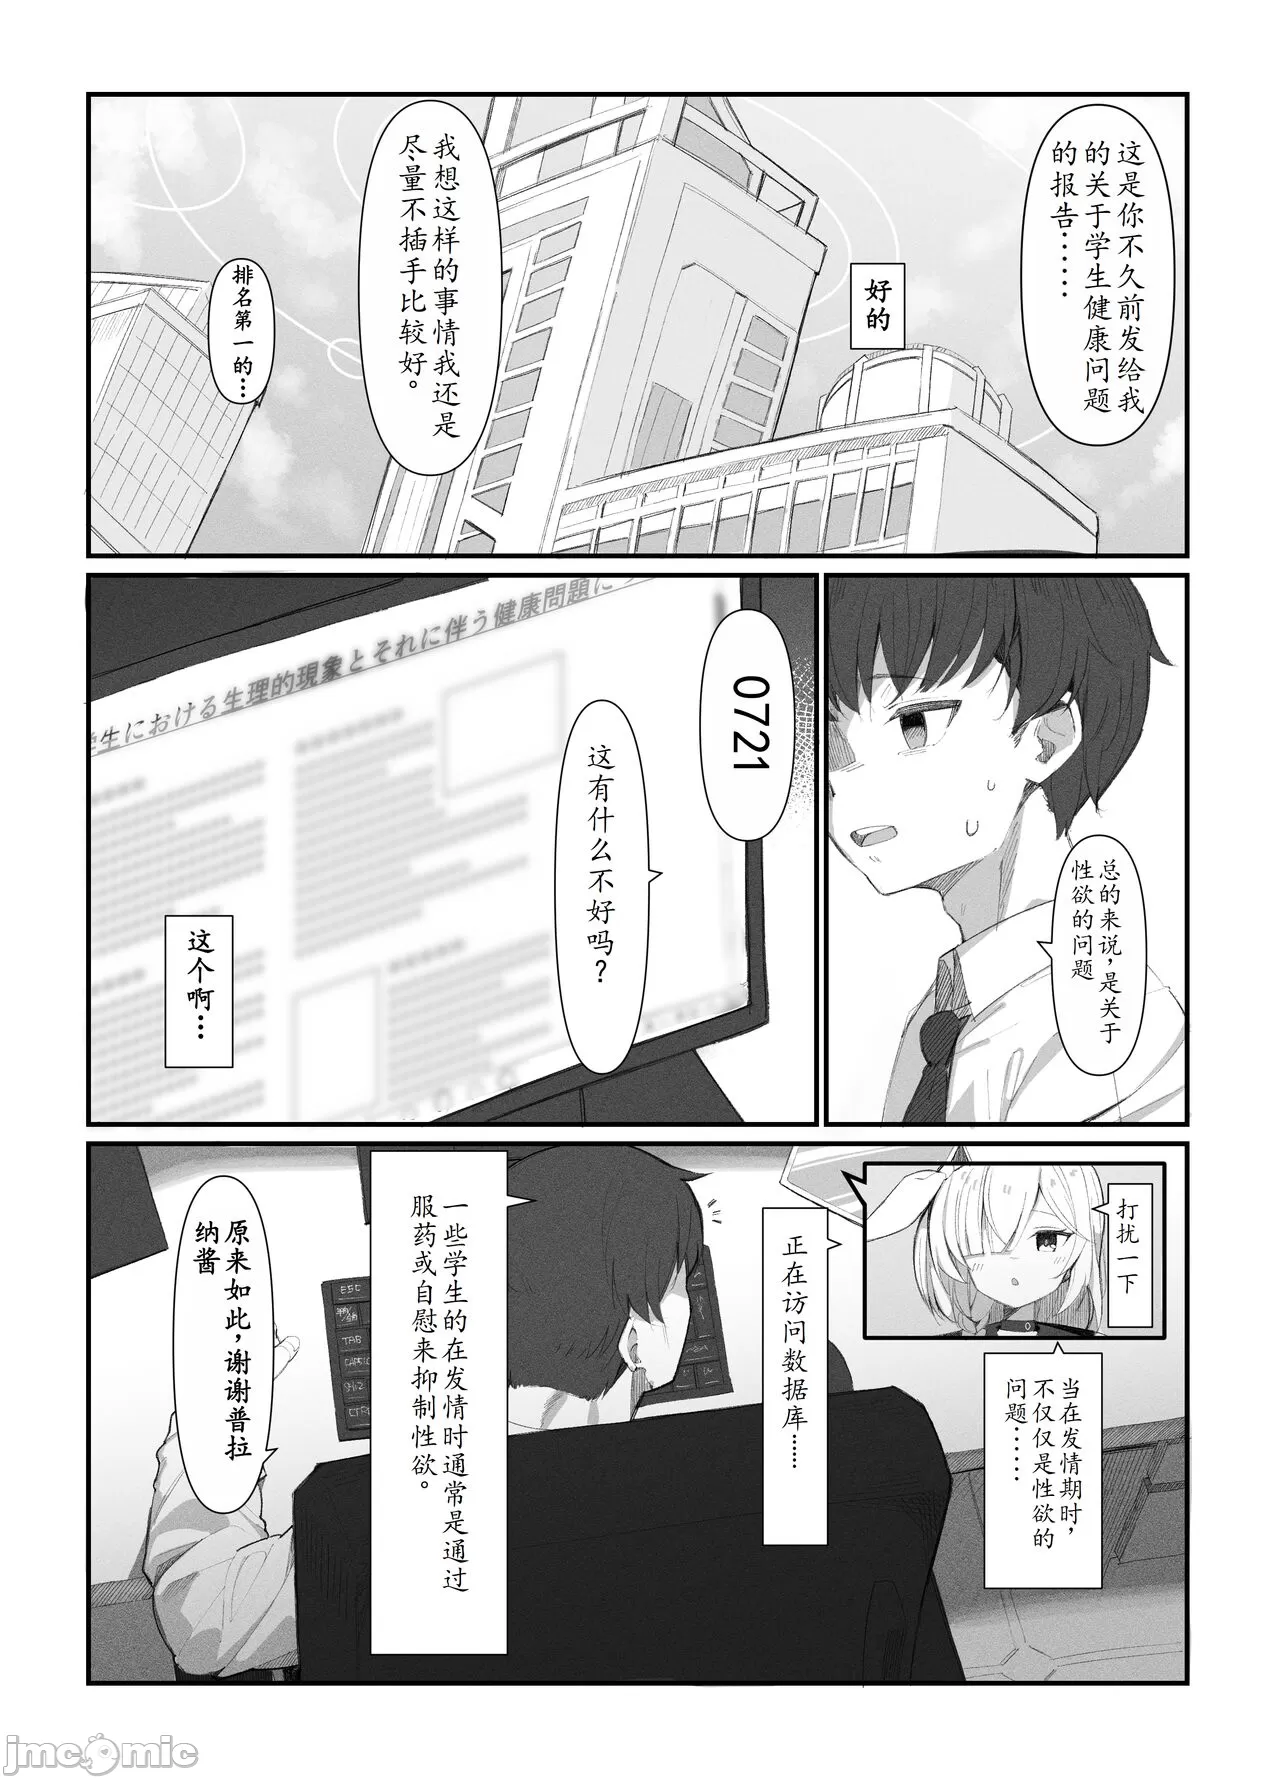 这是你不久前发给我
的关于学生健康问题
的报告……
好的
我想这样的事情我还是
尽量不插手比较好。
排名第一的…
总的来说,是关于
性欲的问题
0721
这有什么不好吗?
这个啊…
学生における生理的現象とそれに伴う健康問題につ
打扰一下
当在发情期时,
不仅仅是性欲的
问题……
正在访问数据库……
一些学生的在发情时通常是通过
服药或自慰来抑制性欲。
原来如此,谢谢普拉
纳酱
ESC
TAB
jmcomic